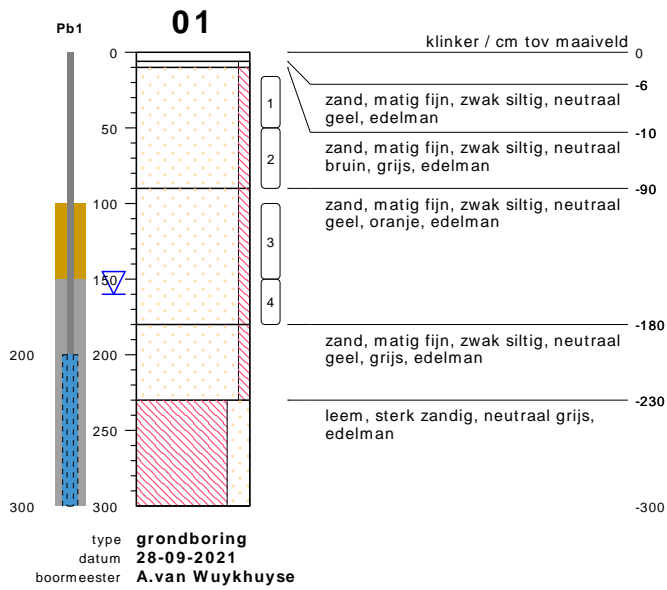 01
Pb1
klinker / cm tov maaiveld
0
0
-6
zand, matig fijn, zwak siltig, neutraal
geel, edelman
1
50
-10
zand, matig fijn, zwak siltig, neutraal
bruin, grijs, edelman
2
-90
zand, matig fijn, zwak siltig, neutraal
geel, oranje, edelman
100
3
150
4
-180
zand, matig fijn, zwak siltig, neutraal
geel, grijs, edelman
200
200
-230
leem, sterk zandig, neutraal grijs,
edelman
250
300
300
-300
type grondboring
datum 28-09-2021
boormeester A.van Wuykhuyse